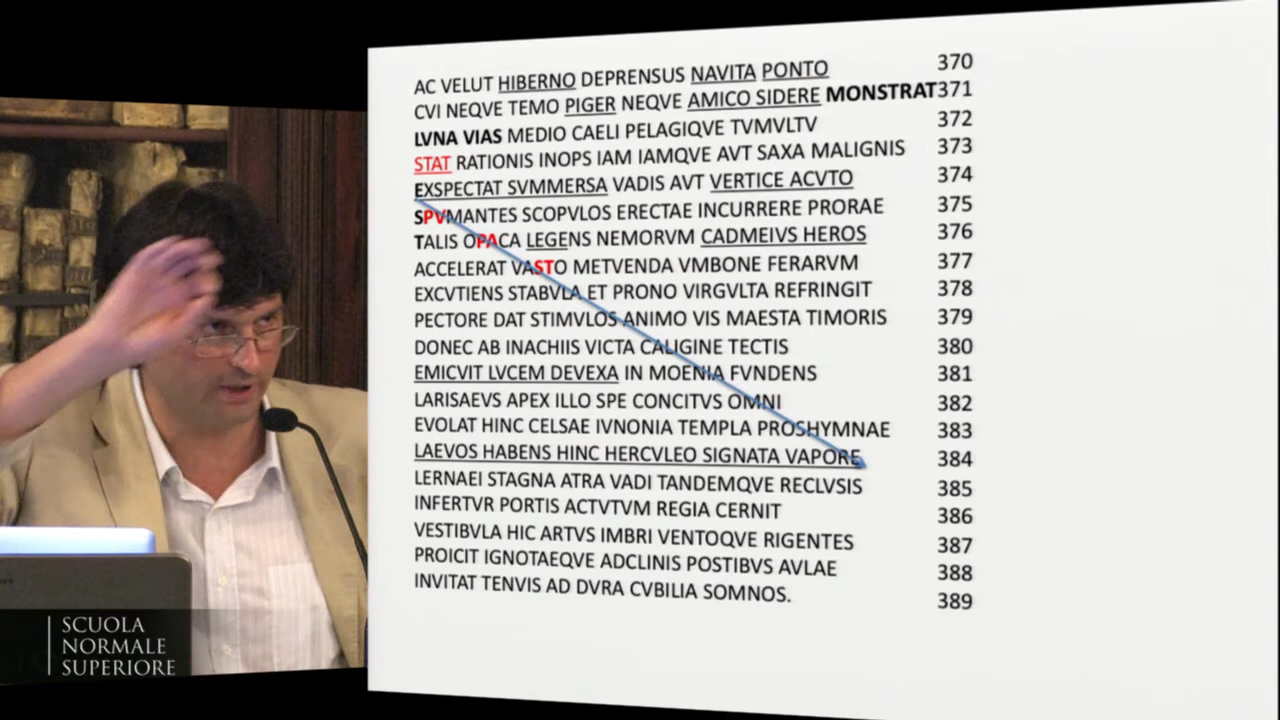 AC VELUT HIBERNO DEPRENSUS NAVITA PONTO 370
CVI NEQVE TEMO PIGER NEQVE AMICO SIDERE MONSTRAT 371
LVNA VIAS MEDIO CAELI PELAGIQVE TVMVLTV 372
STAT RATIONIS INOPS IAM IAMQVE AVT SAXA MALIGNIS 373
EXSPECTAT SVMMERSA VADIS AVT VERTICE ACVTO 374
SPVMANTES SCOPVLOS ERECTAE INCURRERE PRORAE 375
TALIS OPACA LEGENS NEMORVM CADMEIVS HEROS 376
ACCELERAT VASTO METVENDA VMBONE FERARVM 377
EXCVTIENS STABVLA ET PRONO VIRGVLTA REFRINGIT 378
PECTORE DAT STIMVLOS ANIMO VIS MAESTA TIMORIS 379
DONEC AB INACHIIS VICTA CALIGINE TECTIS 380
EMICVIT LVCEM DEVEXA IN MOENIA FVNDENS 381
LARISAEVS APEX ILLO SPE CONCITVS OMNI 382
EVOLAT HINC CELSAE IVNONIA TEMPLA PROSHYMNAE 383
LAEVOS HABENS HINC HERCVLEO SIGNATA VAPORE 384
LERNAEI STAGNA ATRA VADI TANDEMQVE RECLVSIS 385
INFERTVR PORTIS ACTVTVM REGIA CERNIT 386
VESTIBVLA HIC ARTVS IMBRI VENTOQVE RIGENTES 387
PROICIT IGNOTAEQVE ADCLINIS POSTIBVS AVLAE 388
INVITAT TENVIS AD DVRA CVBILIA SOMNOS. 389
SCUOLA
NORMALE
SUPERIORE